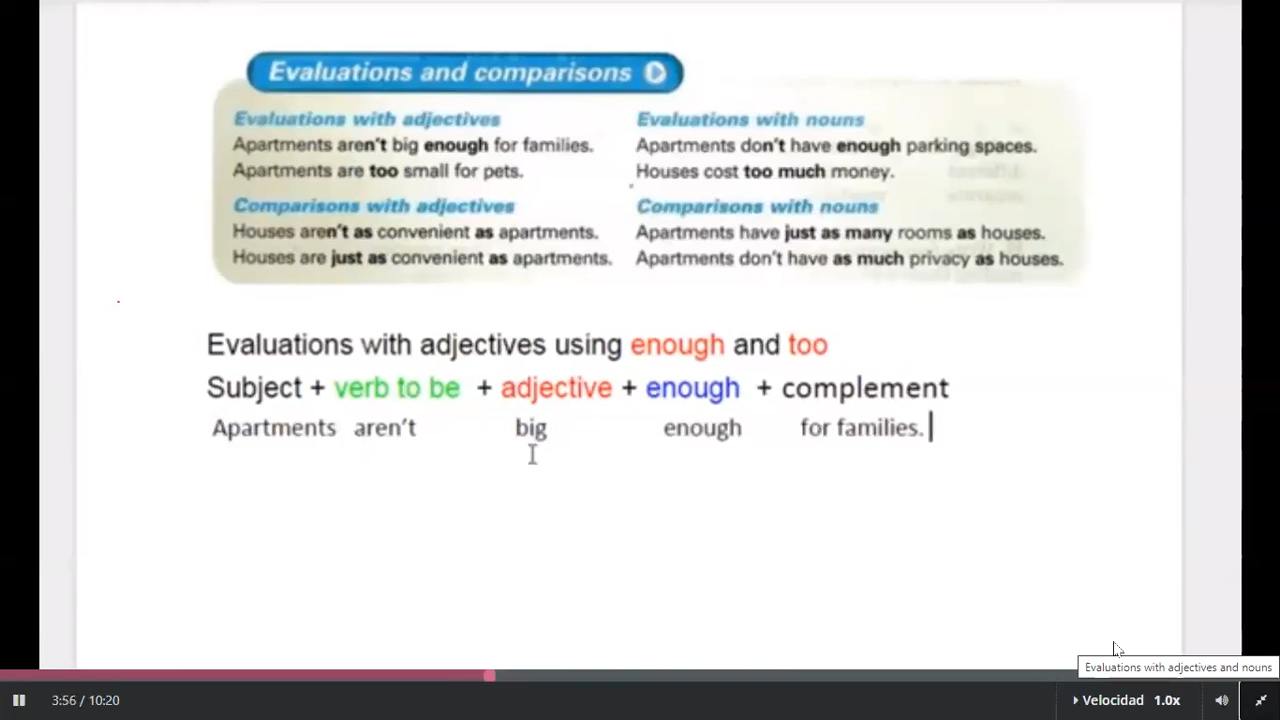 Evaluations and comparisons
Evaluations with adjectives
Apartments aren't big enough for families.
Apartments are too small for pets.
Comparisons with adjectives
Houses aren't as convenient as apartments.
Houses are just as convenient as apartments.
Evaluations with nouns
Apartments don't have enough parking spaces.
Houses cost too much money.
Comparisons with nouns
Apartments have just as many rooms as houses.
Apartments don't have as much privacy as houses.
Evaluations with adjectives using enough and too
Subject + verb to be + adjective + enough + complement
Apartments aren't big enough for families.
Evaluations with adjectives and nouns
3:56 / 10:20
Velocidad 1.0x